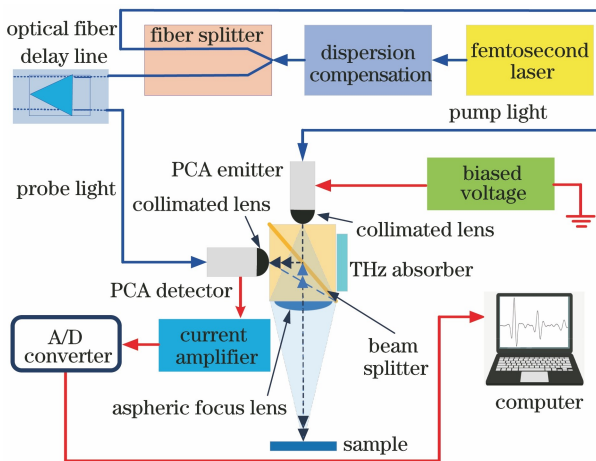 optical fiber
delay line
fiber splitter
dispersion
compensation
femtosecond
laser
pump light
PCA emitter
biased
voltage
probe light
collimated lens
collimated lens
THz absorber
PCA detector
A/D
converter
current
amplifier
beam
splitter
aspheric focus lens
computer
sample